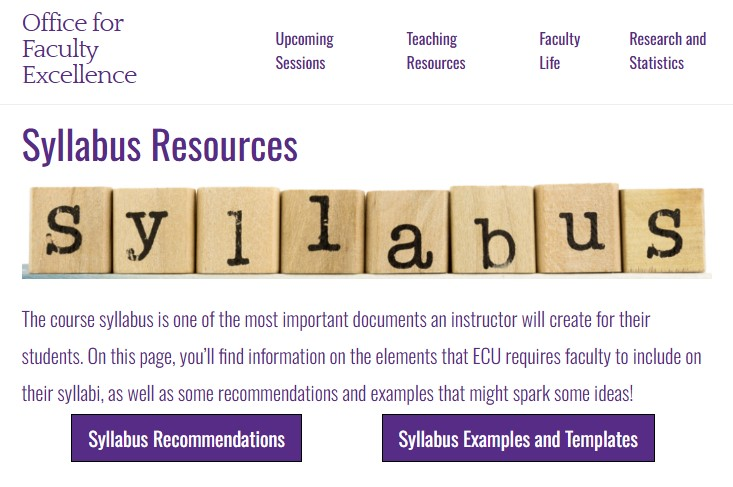 Office for
Faculty
Excellence
Upcoming
Sessions
Teaching
Resources
Faculty
Life
Research and
Statistics
Syllabus Resources
Syllabus
The course syllabus is one of the most important documents an instructor will create for their
students. On this page, you’ll find information on the elements that ECU requires faculty to include on
their syllabi, as well as some recommendations and examples that might spark some ideas!
Syllabus Recommendations
Syllabus Examples and Templates